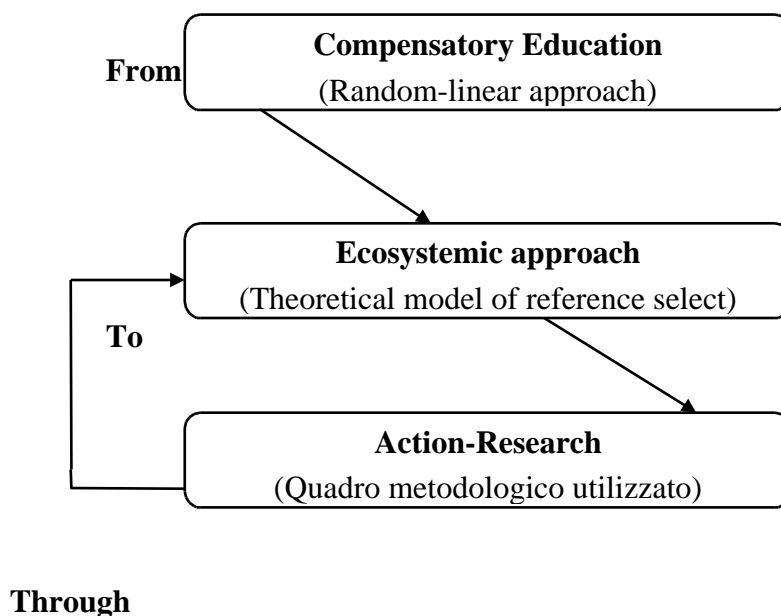 Compensatory Education
From
(Random-linear approach)
Ecosystemic approach
(Theoretical model of reference select)
To
Action-Research
(Quadro metodologico utilizzato)
Through